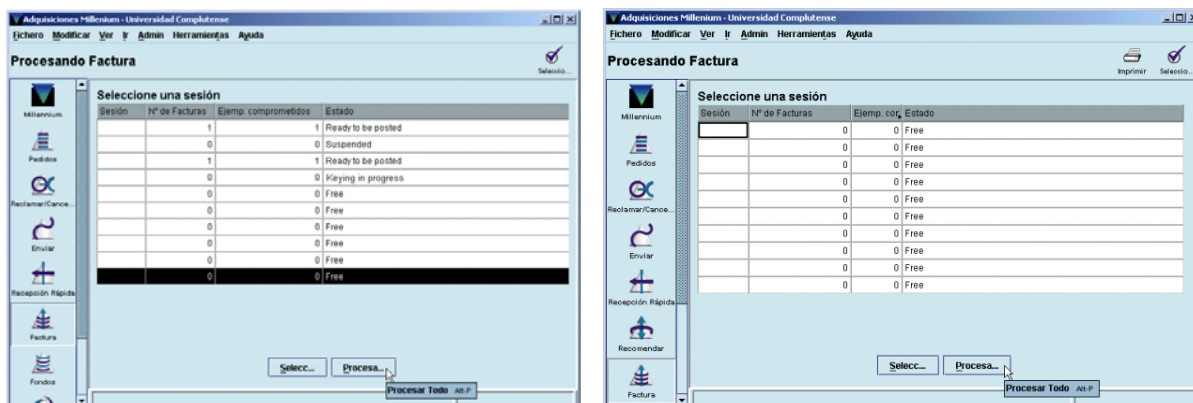 Adquisiciones Millenium · Universidad Complutense
Fichero Modificar Ver Ir Admin Herramientas Ayuda
Procesando Factura
Seleccio...
Millennium
Pedidos
Reclamar/Cance...
Enviar
Recepción Rápida
Factura
Fondos
Seleccione una sesión
Sesión Nº de Facturas Ejemp. comprometidos Estado
1 1 Ready to be posted
0 0 Suspended
1 1 Ready to be posted
0 0 Keying in progress
0 0 Free
0 0 Free
0 0 Free
0 0 Free
0 0 Free
0 0 Free
Selecc... Procesa...
Procesar Todo Alt-P
Adquisiciones Millenium · Universidad Complutense
Fichero Modificar Ver Ir Admin Herramientas Ayuda
Procesando Factura
Imprimir Seleccio...
Millennium
Pedidos
Reclamar/Cance...
Enviar
Recepción Rápida
Recomendar
Factura
Seleccione una sesión
Sesión Nº de Facturas Ejemp. cor Estado
0 0 Free
0 0 Free
0 0 Free
0 0 Free
0 0 Free
0 0 Free
0 0 Free
0 0 Free
0 0 Free
0 0 Free
Selecc... Procesa...
Procesar Todo Alt-P